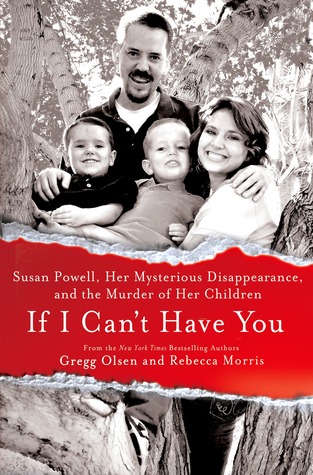 Susan Powell, Her Mysterious Disappearance,
and the Murder of Her Children
If I Can't Have You
From the New York Times Bestselling Authors
Gregg Olsen and Rebecca Morris